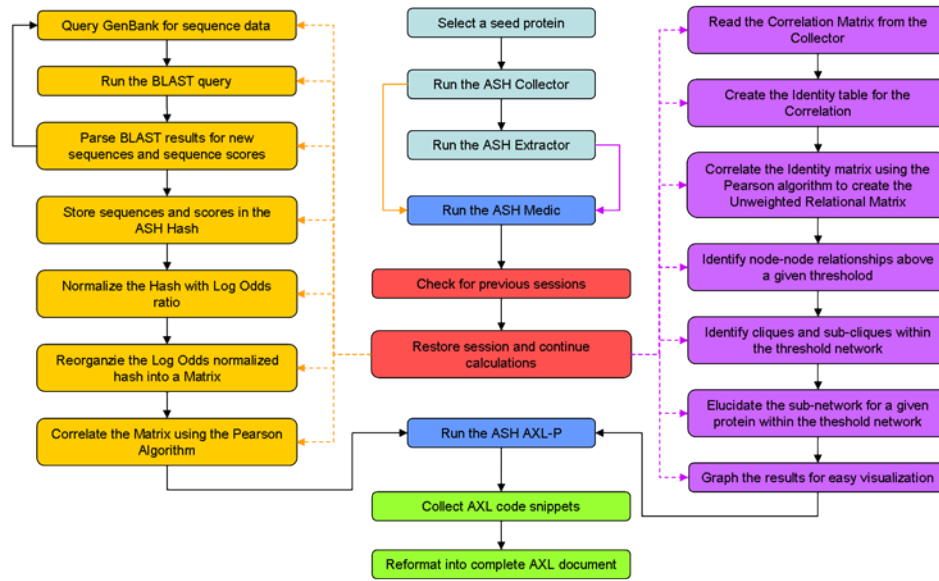 Query GenBank for sequence data
Run the BLAST query
Parse BLAST results for new
sequences and sequence scores
Store sequences and scores in the
ASH Hash
Normalize the Hash with Log Odds
ratio
Reorganzie the Log Odds normalized
hash into a Matrix
Correlate the Matrix using the Pearson
Algorithm
Select a seed protein
Run the ASH Collector
Run the ASH Extractor
Run the ASH Medic
Check for previous sessions
Restore session and continue
calculations
Run the ASH AXL-P
Collect AXL code snippets
Reformat into complete AXL document
Read the Correlation Matrix from the
Collector
Create the Identity table for the
Correlation
Correlate the Identity matrix using the
Pearson algorithm to create the
Unweighted Relational Matrix
Identify node-node relationships above
a given thresholod
Identify cliques and sub-cliques within
the threshold network
Elucidate the sub-network for a given
protein within the theshold network
Graph the results for easy visualization